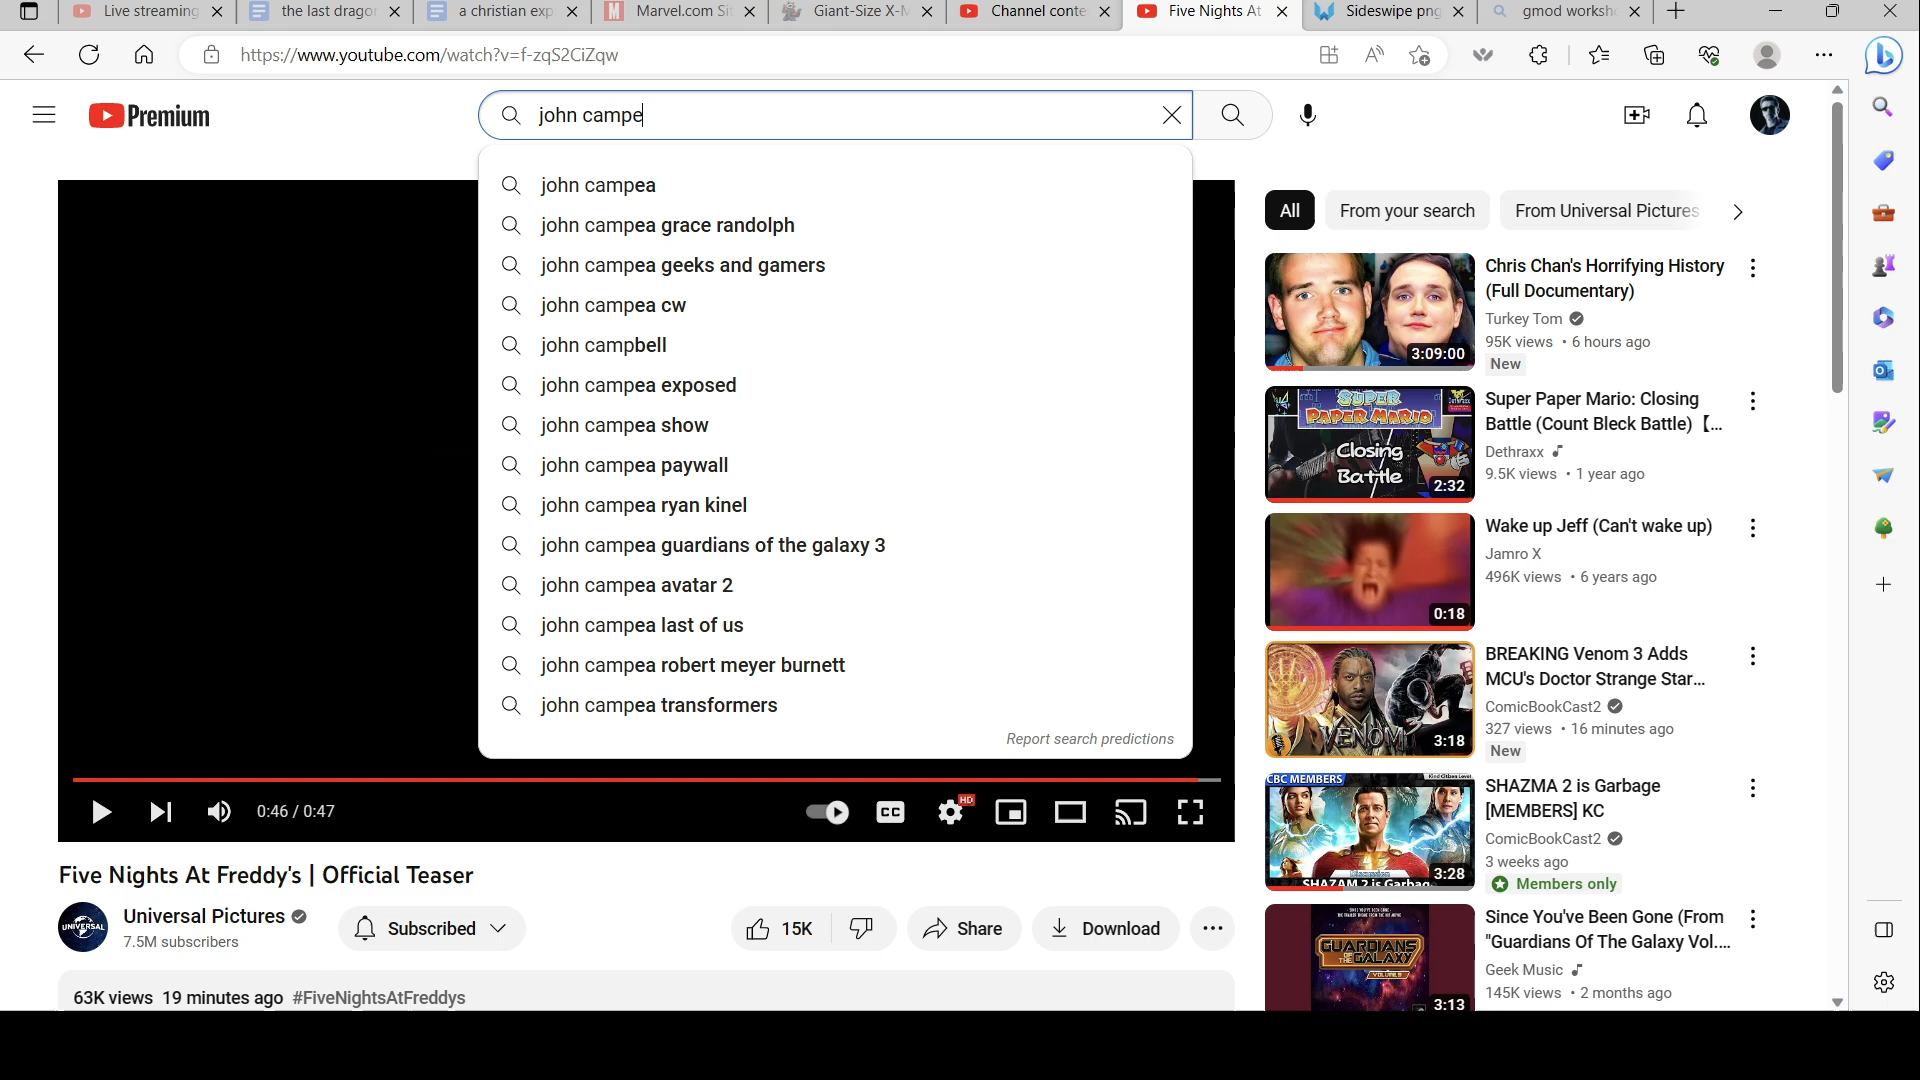 Live streaming
the last drago
a christian exp
Marvel.com Si
Giant-Size X-M
Channel conte
Five Nights At
Sideswipe png
gmod worksh
https://www.youtube.com/watch?v=f-zqS2CiZqw
Premium
john campe
john campea
john campea grace randolph
john campea geeks and gamers
john campea cw
john campbell
john campea exposed
john campea show
john campea paywall
john campea ryan kinel
john campea guardians of the galaxy 3
john campea avatar 2
john campea last of us
john campea robert meyer burnett
john campea transformers
Report search predictions
0:46 / 0:47
CC
HD
Five Nights At Freddy's | Official Teaser
UNIVERSAL
Universal Pictures
7.5M subscribers
Subscribed
15K
Share
Download
63K views 19 minutes ago #FiveNightsAtFreddys
All
From your search
From Universal Pictures
3:09:00
Chris Chan's Horrifying History
(Full Documentary)
Turkey Tom
95K views • 6 hours ago
New
SUPER
PAPER MARIO
Closing
Battle
2:32
Super Paper Mario: Closing
Battle (Count Bleck Battle)【...
Dethraxx
9.5K views • 1 year ago
0:18
Wake up Jeff (Can't wake up)
Jamro X
496K views • 6 years ago
VENOM
3:18
BREAKING Venom 3 Adds
MCU's Doctor Strange Star...
ComicBookCast2
327 views • 16 minutes ago
New
CBC MEMBERS
Kind Citizen Level
Discussion
SHAZAM 2 is Garbag
3:28
SHAZMA 2 is Garbage
[MEMBERS] KC
ComicBookCast2
3 weeks ago
Members only
GUARDIANS
OF THE GALAXY
3:13
Since You've Been Gone (From
"Guardians Of The Galaxy Vol....
Geek Music
145K views • 2 months ago